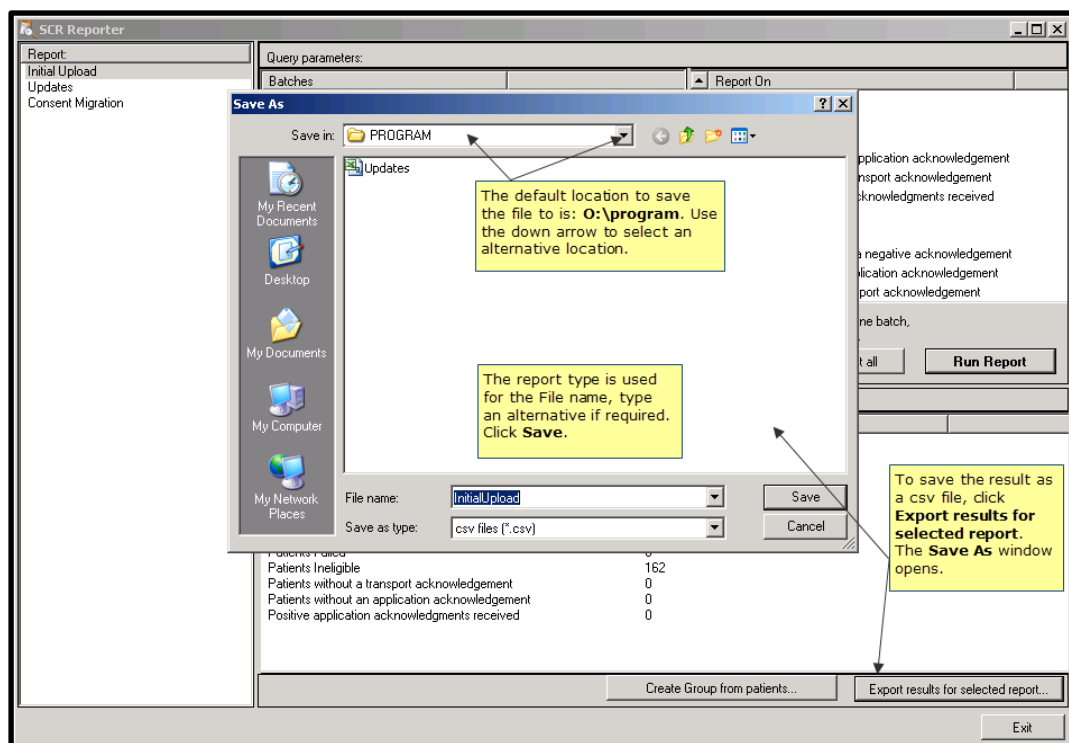 SCR Reporter
Report:
Initial Upload
Updates
Consent Migration
Query parameters:
Batches
Report On
Save As
Save in:
PROGRAM
Updates
My Recent
Documents
Desktop
My Documents
My Computer
My Network
Places
The default location to save
the file to is: O:\program. Use
the down arrow to select an
alternative location.
The report type is used
for the File name, type
an alternative if required.
Click Save.
File name:
InitialUpload
Save
Save as type:
csv files (*.csv)
Cancel
pplication acknowledgement
nsport acknowledgement
cknowledgments received
a negative acknowledgement
lication acknowledgement
port acknowledgement
ne batch,
t all
Run Report
To save the result as
a csv file, click
Export results for
selected report.
The Save As window
opens.
Patients Failed 0
Patients Ineligible 162
Patients without a transport acknowledgement 0
Patients without an application acknowledgement 0
Positive application acknowledgments received 0
Create Group from patients...
Export results for selected report...
Exit